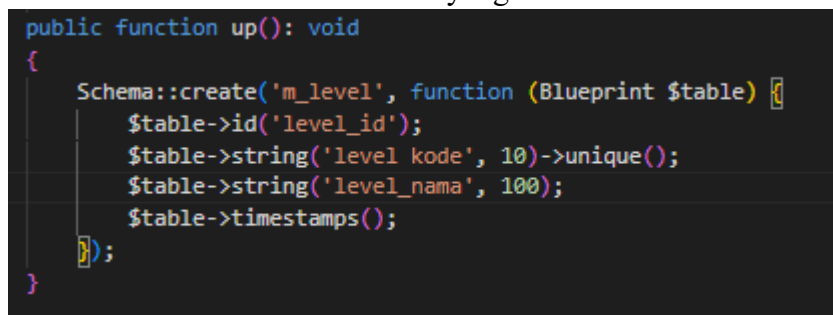 public function up(): void
{
    Schema::create('m_level', function (Blueprint $table) {
        $table->id('level_id');
        $table->string('level kode', 10)->unique();
        $table->string('level_nama', 100);
        $table->timestamps();
    });
}